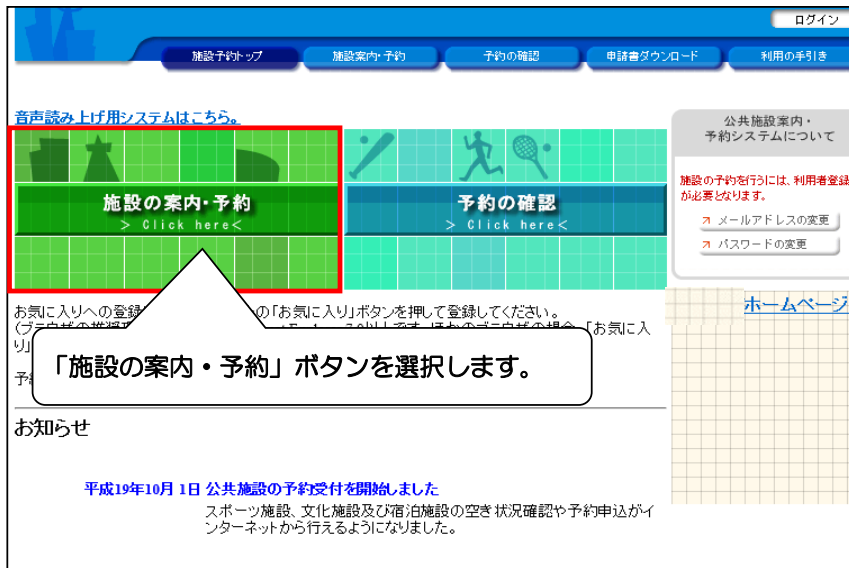 ログイン
施設予約トップ
施設案内・予約
予約の確認
申請書ダウンロード
利用の手引き
音声読み上げ用システムはこちら。
施設の案内・予約
> Click here<
予約の確認
> Click here<
公共施設案内・
予約システムについて
施設の予約を行うには、利用者登録
が必要となります。
メールアドレスの変更
パスワードの変更
ホームページ
お気に入りへの登録
の「お気に入り」ボタンを押して登録してください。
「お気に入
り」
「施設の案内・予約」ボタンを選択します。
お知らせ
平成19年10月 1日 公共施設の予約受付を開始しました
スポーツ施設、文化施設及び宿泊施設の空き状況確認や予約申込がイ
ンターネットから行えるようになりました。